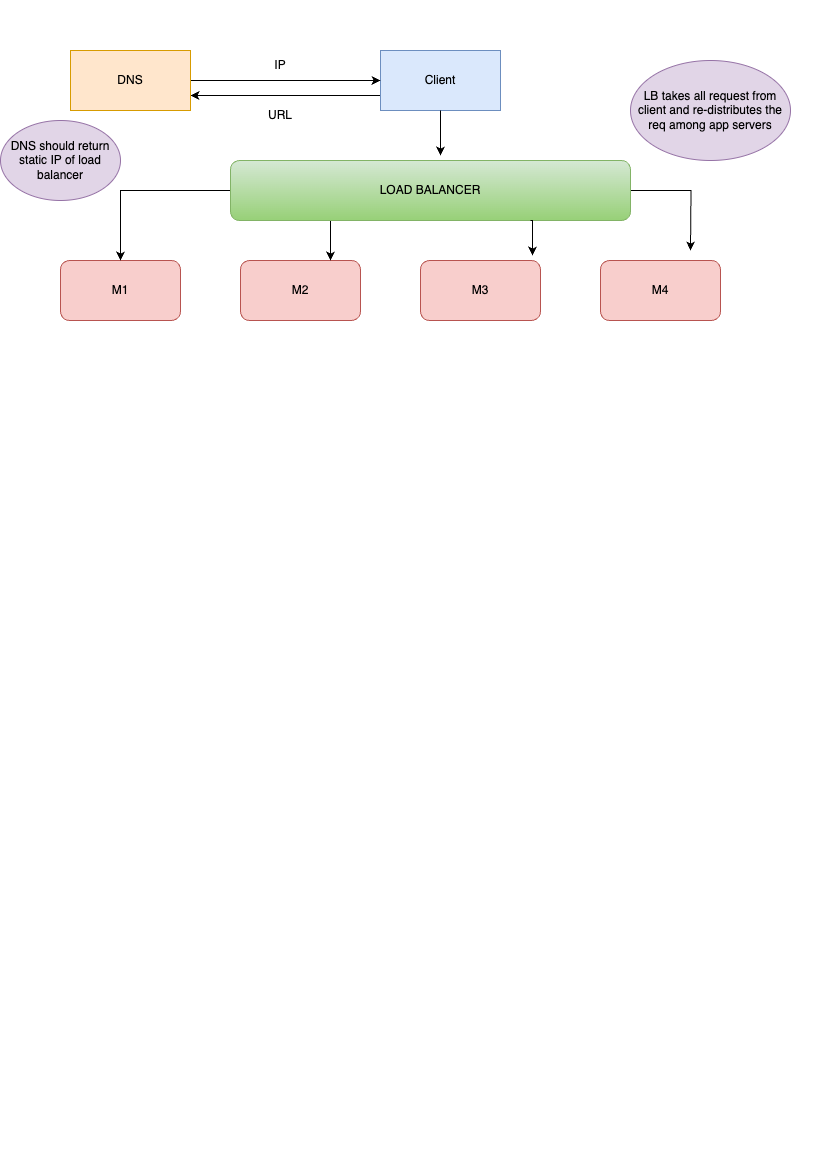 IP
DNS
Client
URL
LB takes all request from
client and re-distributes the
req among app servers
DNS should return
static IP of load
balancer
LOAD BALANCER
M1
M2
M3
M4